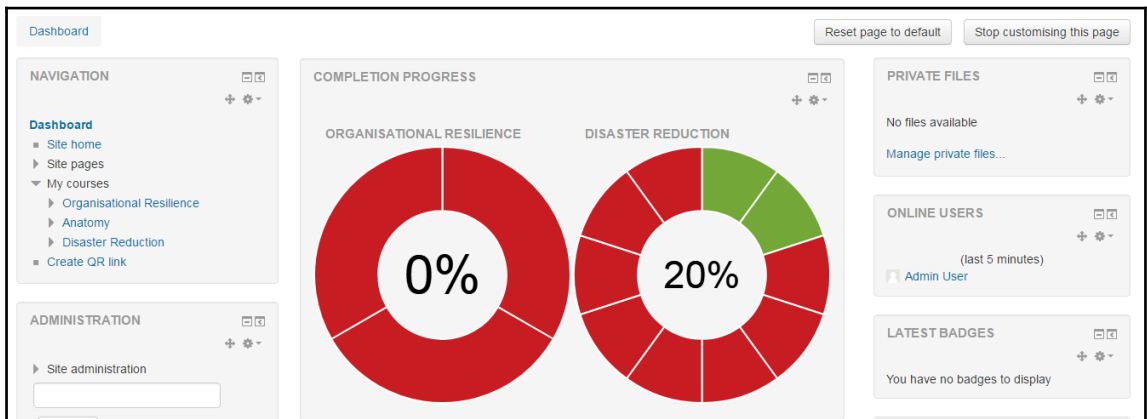 Dashboard
Reset page to default
Stop customising this page
NAVIGATION
Dashboard
Site home
Site pages
My courses
Organisational Resilience
Anatomy
Disaster Reduction
Create QR link
ADMINISTRATION
Site administration
COMPLETION PROGRESS
ORGANISATIONAL RESILIENCE
0%
DISASTER REDUCTION
20%
PRIVATE FILES
No files available
Manage private files...
ONLINE USERS
(last 5 minutes)
Admin User
LATEST BADGES
You have no badges to display